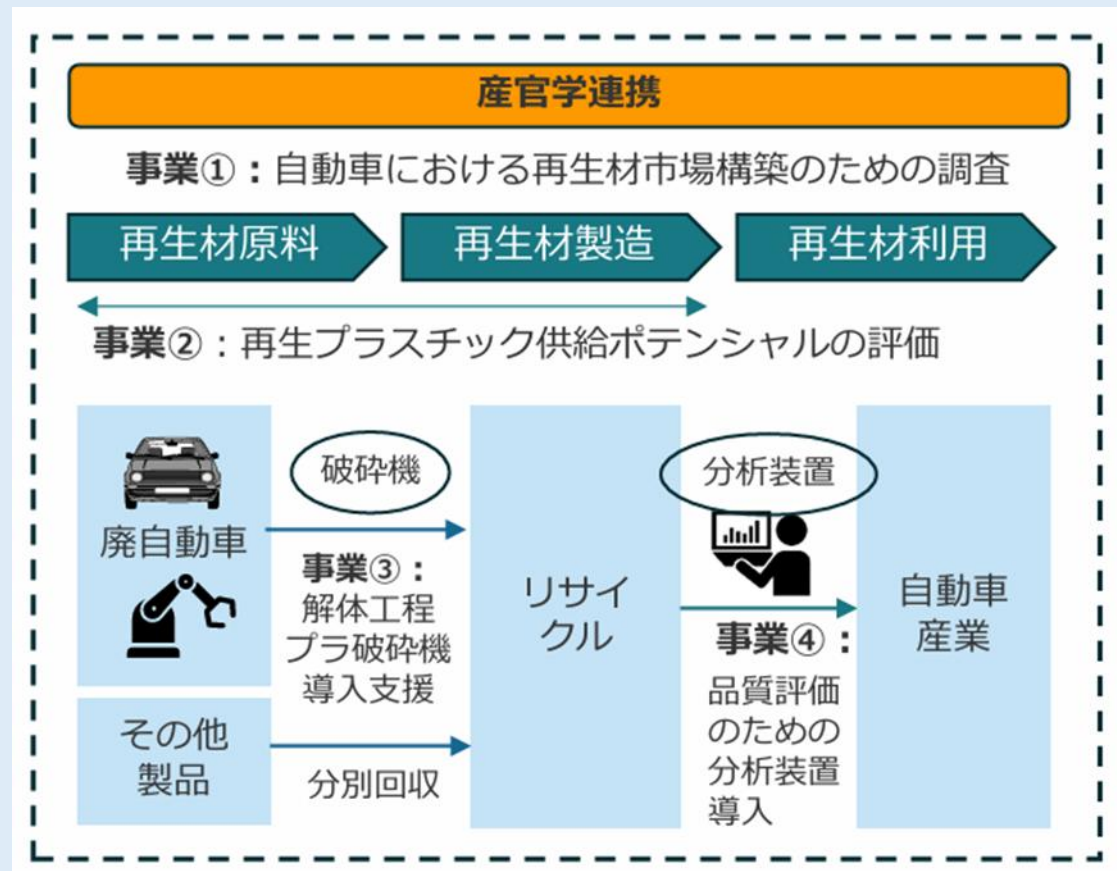 産官学連携
事業①：自動車における再生材市場構築のための調査
再生材原料
再生材製造
再生材利用
事業②：再生プラスチック供給ポテンシャルの評価
廃自動車
破砕機
事業③：
解体工程
プラ破砕機
導入支援
その他
製品
分別回収
リサイ
クル
分析装置
事業④：
品質評価
のための
分析装置
導入
自動車
産業